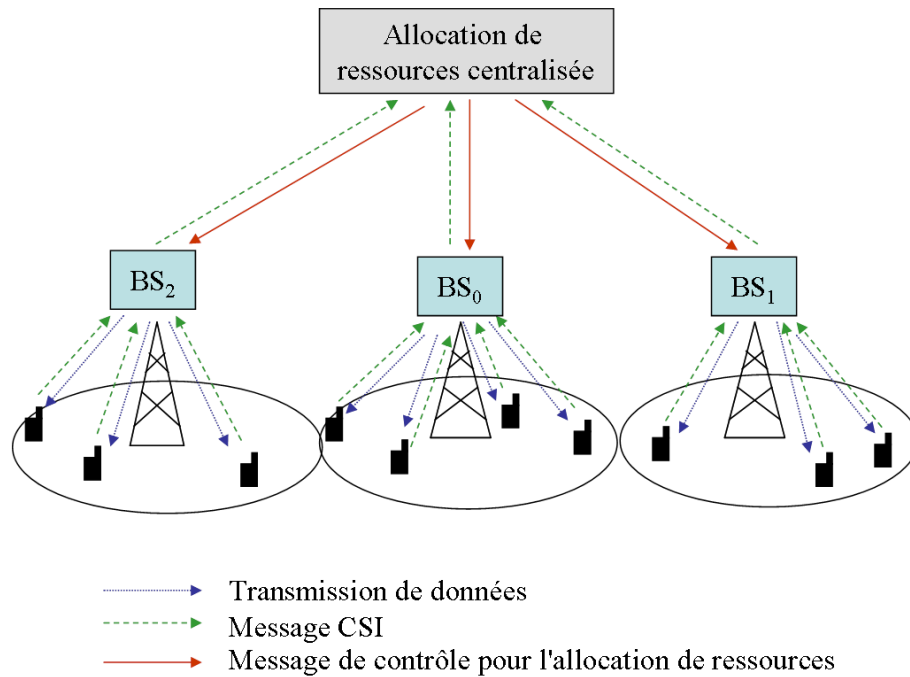 Allocation de
ressources centralisée
BS₂
BS₀
BS₁
Transmission de données
Message CSI
Message de contrôle pour l'allocation de ressources